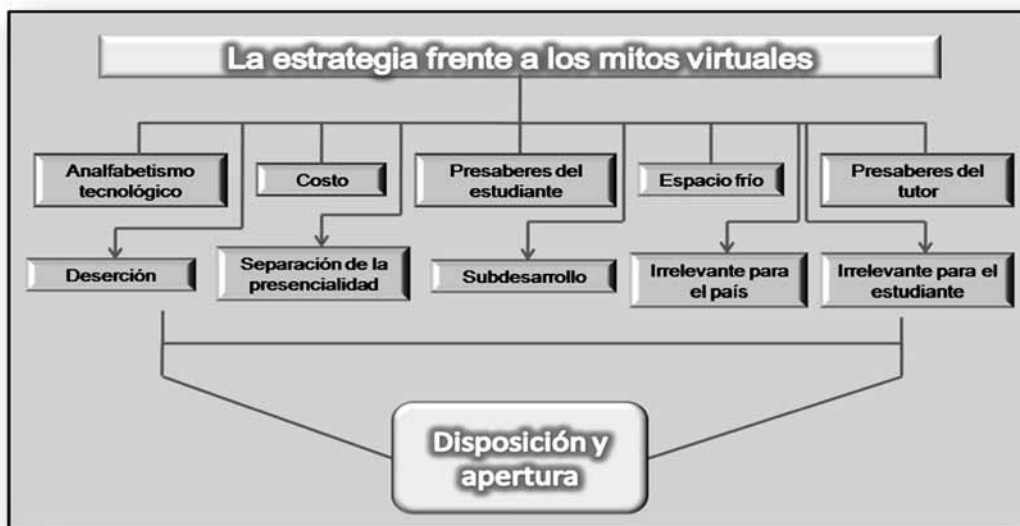 La estrategia frente a los mitos virtuales
Analfabetismo
tecnológico
Costo
Presaberes del
estudiante
Espacio frío
Presaberes del
tutor
Deserción
Separación de la
presencialidad
Subdesarrollo
Irrelevante para
el país
Irrelevante para el
estudiante
Disposición y
apertura